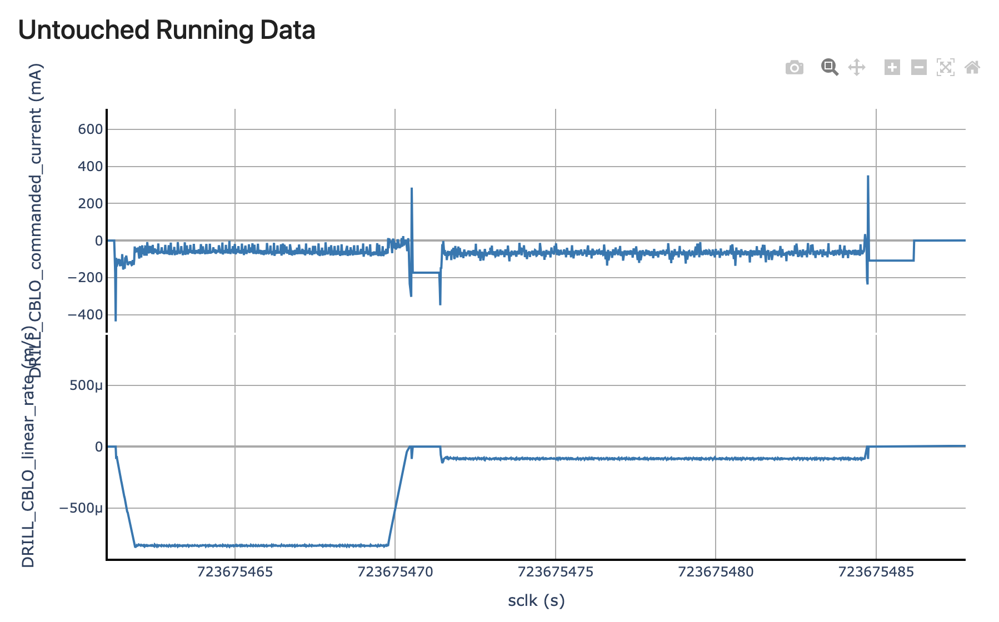 Untouched Running Data
DRILL_CBLO_commanded_current (mA)
600
400
200
0
−200
−400
DRILL_CBLO_linear_rate (m/s)
500µ
0
−500µ
723675465
723675470
723675475
723675480
723675485
sclk (s)